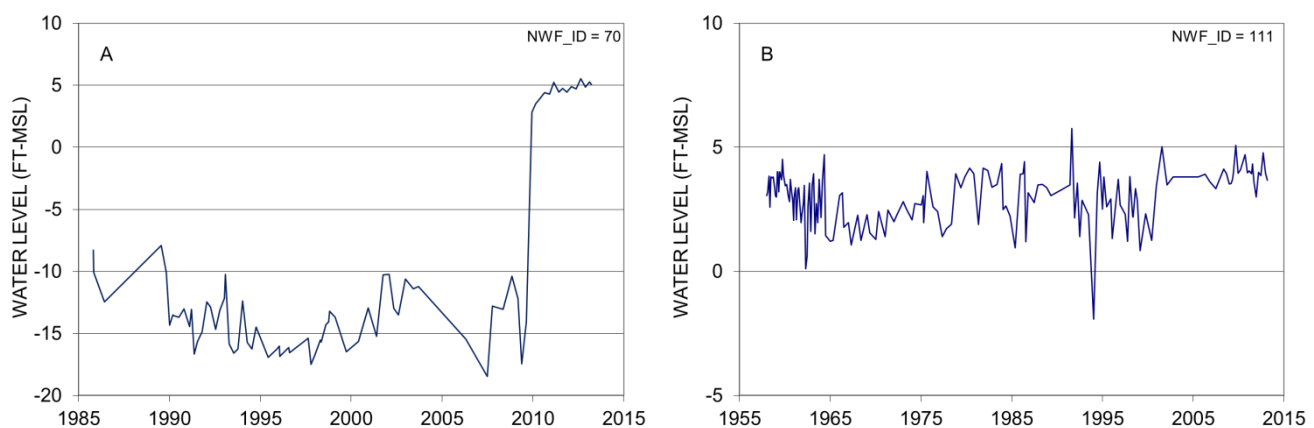 A
NWF_ID = 70
WATER LEVEL (FT-MSL)
10
5
0
-5
-10
-15
-20
1985 1990 1995 2000 2005 2010 2015
B
NWF_ID = 111
WATER LEVEL (FT-MSL)
10
5
0
-5
1955 1965 1975 1985 1995 2005 2015